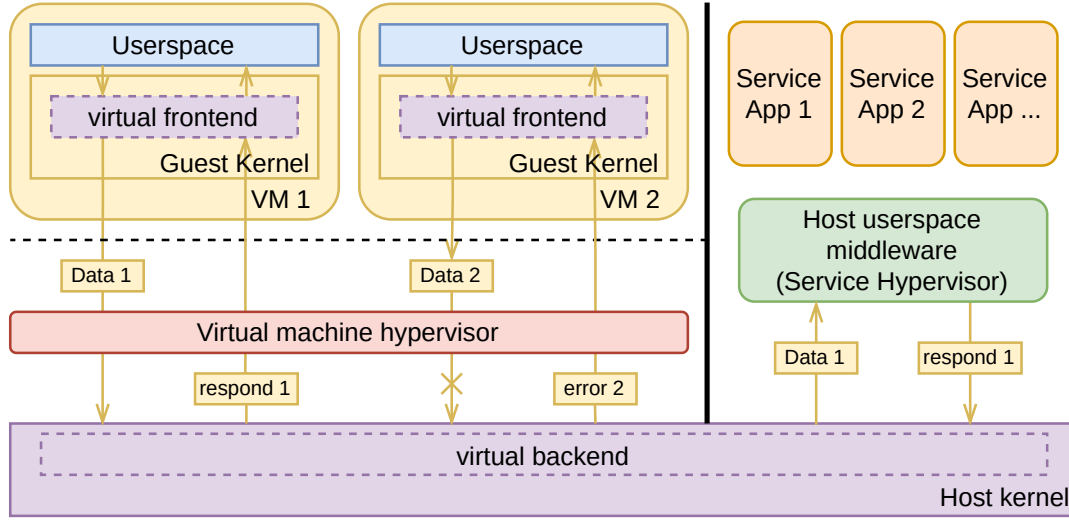 Userspace
virtual frontend
Guest Kernel
VM 1
Userspace
virtual frontend
Guest Kernel
VM 2
Service
App 1
Service
App 2
Service
App ...
Host userspace
middleware
(Service Hypervisor)
Data 1
Data 2
Virtual machine hypervisor
respond 1
error 2
Data 1
respond 1
virtual backend
Host kernel